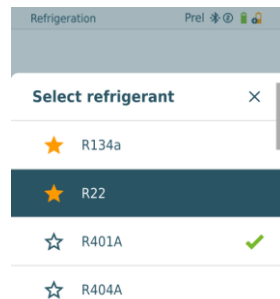 Refrigeration Prel
Select refrigerant
R134a
R22
R401A
R404A